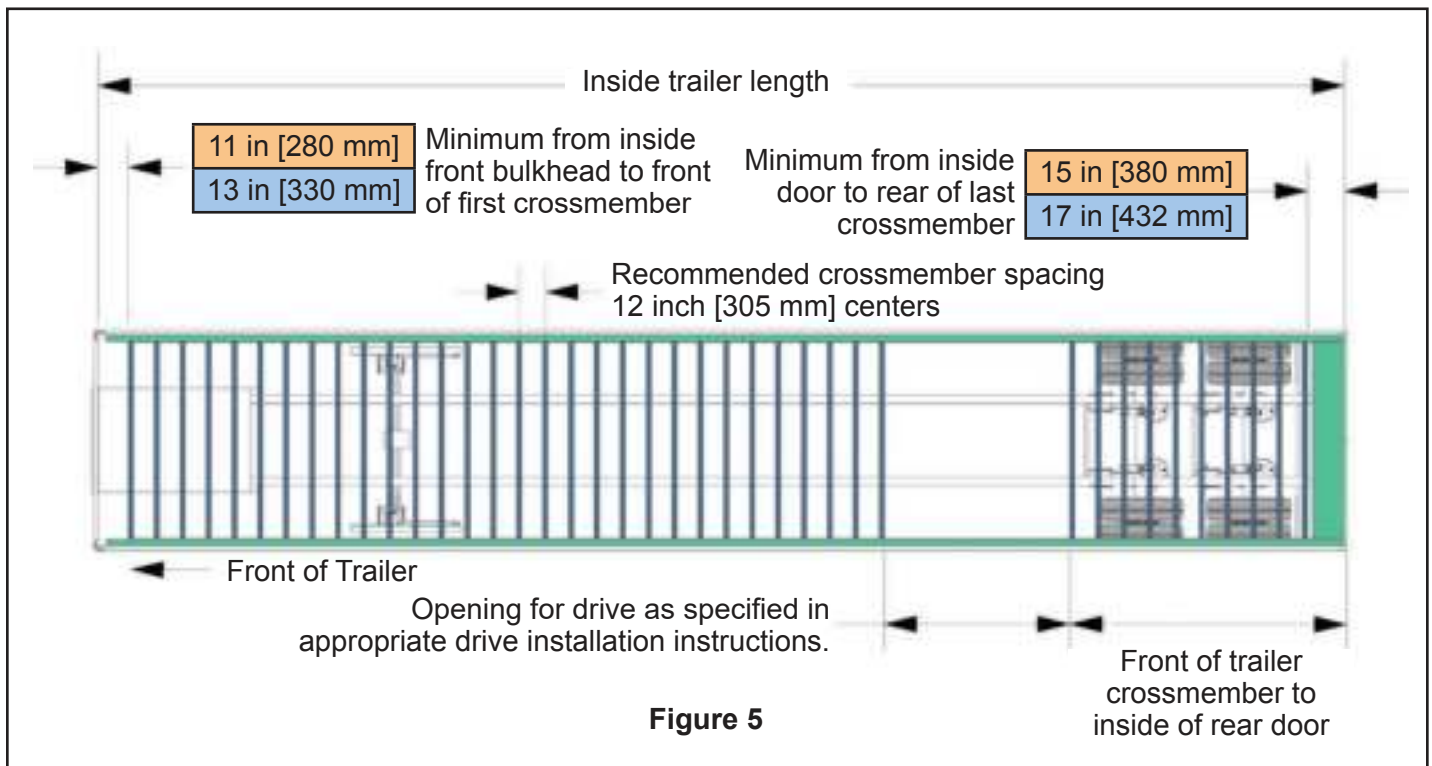 Inside trailer length
11 in [280 mm]
13 in [330 mm]
Minimum from inside
front bulkhead to front
of first crossmember
Minimum from inside
door to rear of last
crossmember
15 in [380 mm]
17 in [432 mm]
Recommended crossmember spacing
12 inch [305 mm] centers
Front of Trailer
Opening for drive as specified in
appropriate drive installation instructions.
Front of trailer
crossmember to
inside of rear door
Figure 5